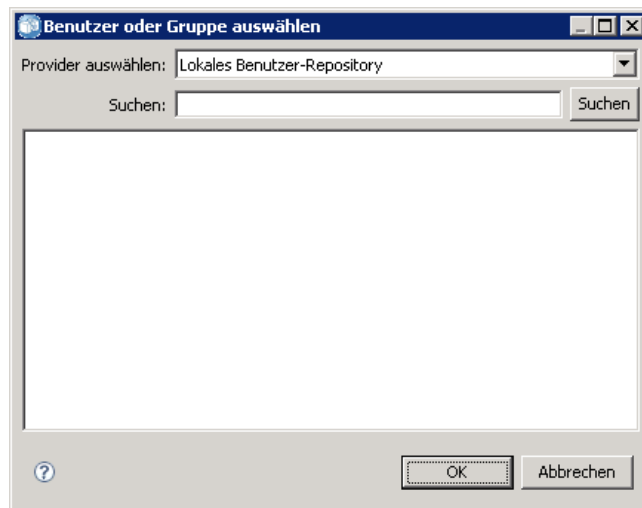 Benutzer oder Gruppe auswählen
Provider auswählen: Lokales Benutzer-Repository
Suchen: Suchen
?
OK Abbrechen